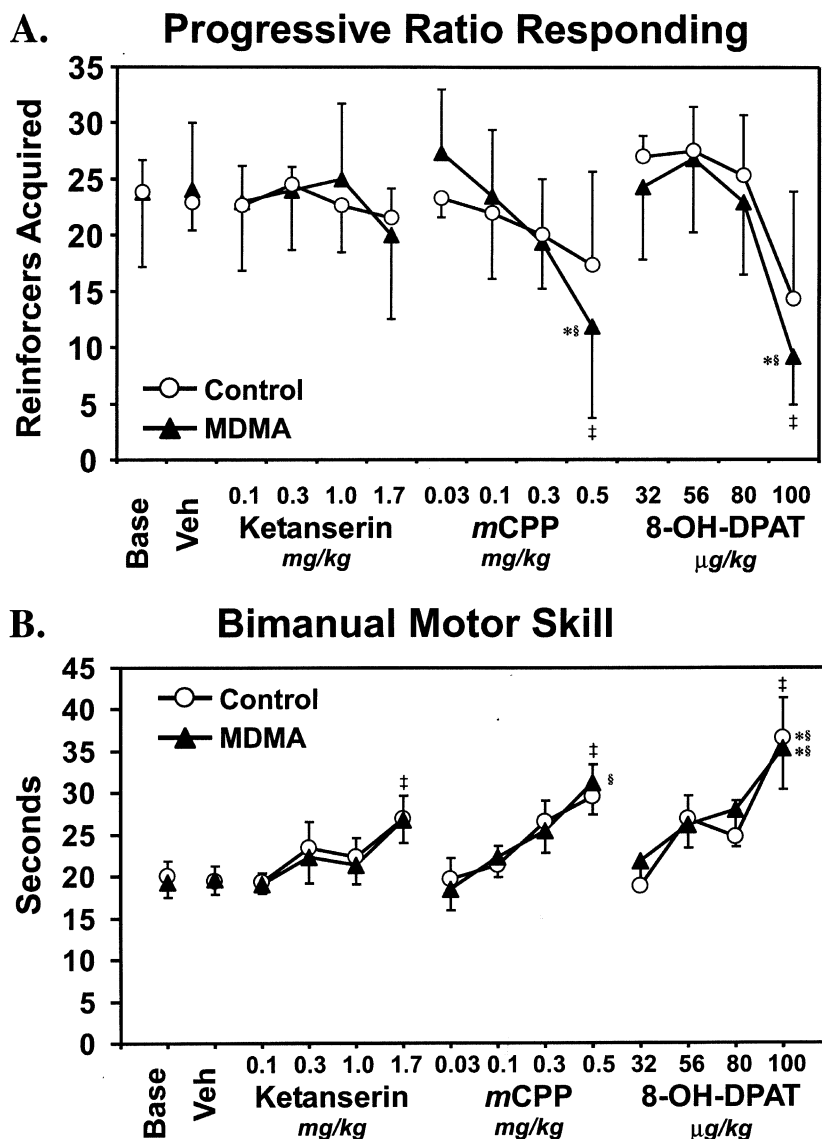 A. Progressive Ratio Responding
35
30
25
20
15
10
5
0
Reinforcers Acquired
Control
MDMA
*§
‡
*§
‡
Base
Veh
0.1 0.3 1.0 1.7
Ketanserin
mg/kg
0.03 0.1 0.3 0.5
mCPP
mg/kg
32 56 80 100
8-OH-DPAT
µg/kg
B. Bimanual Motor Skill
45
40
35
30
25
20
15
10
5
0
Seconds
Control
MDMA
‡
‡
§
‡
*§
*§
Base
Veh
0.1 0.3 1.0 1.7
Ketanserin
mg/kg
0.03 0.1 0.3 0.5
mCPP
mg/kg
32 56 80 100
8-OH-DPAT
µg/kg